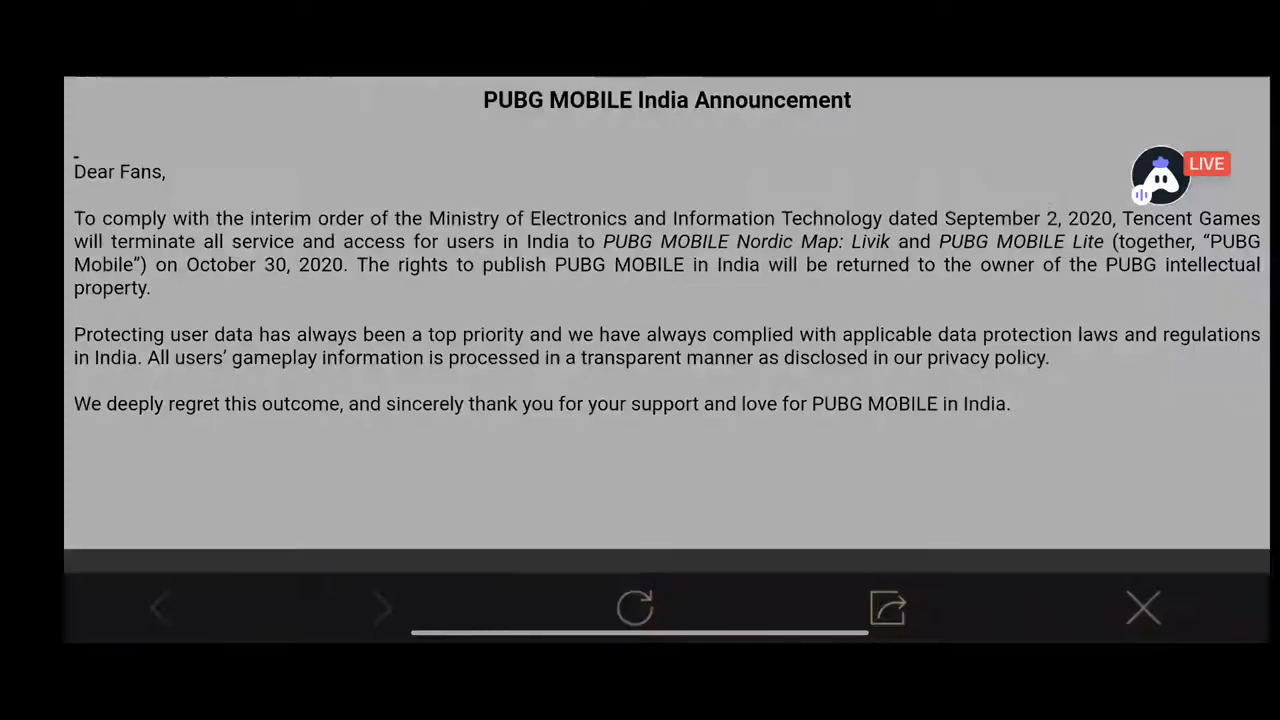 PUBG MOBILE India Announcement
-
Dear Fans,
LIVE
To comply with the interim order of the Ministry of Electronics and Information Technology dated September 2, 2020, Tencent Games
will terminate all service and access for users in India to PUBG MOBILE Nordic Map: Livik and PUBG MOBILE Lite (together, “PUBG
Mobile”) on October 30, 2020. The rights to publish PUBG MOBILE in India will be returned to the owner of the PUBG intellectual
property.
Protecting user data has always been a top priority and we have always complied with applicable data protection laws and regulations
in India. All users’ gameplay information is processed in a transparent manner as disclosed in our privacy policy.
We deeply regret this outcome, and sincerely thank you for your support and love for PUBG MOBILE in India.